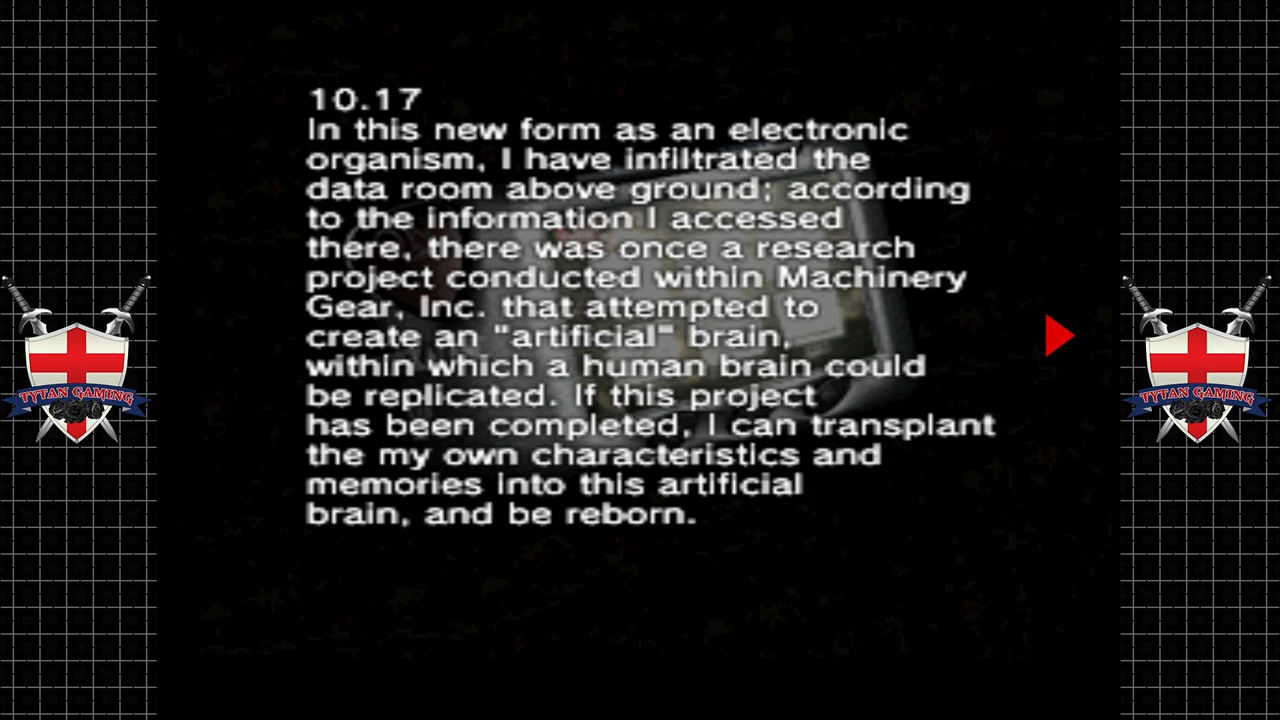 10.17
In this new form as an electronic
organism, I have infiltrated the
data room above ground; according
to the information I accessed
there, there was once a research
project conducted within Machinery
Gear, Inc. that attempted to
create an "artificial" brain,
within which a human brain could
be replicated. If this project
has been completed, I can transplant
the my own characteristics and
memories into this artificial
brain, and be reborn.
TYTAN GAMING
TYTAN GAMING